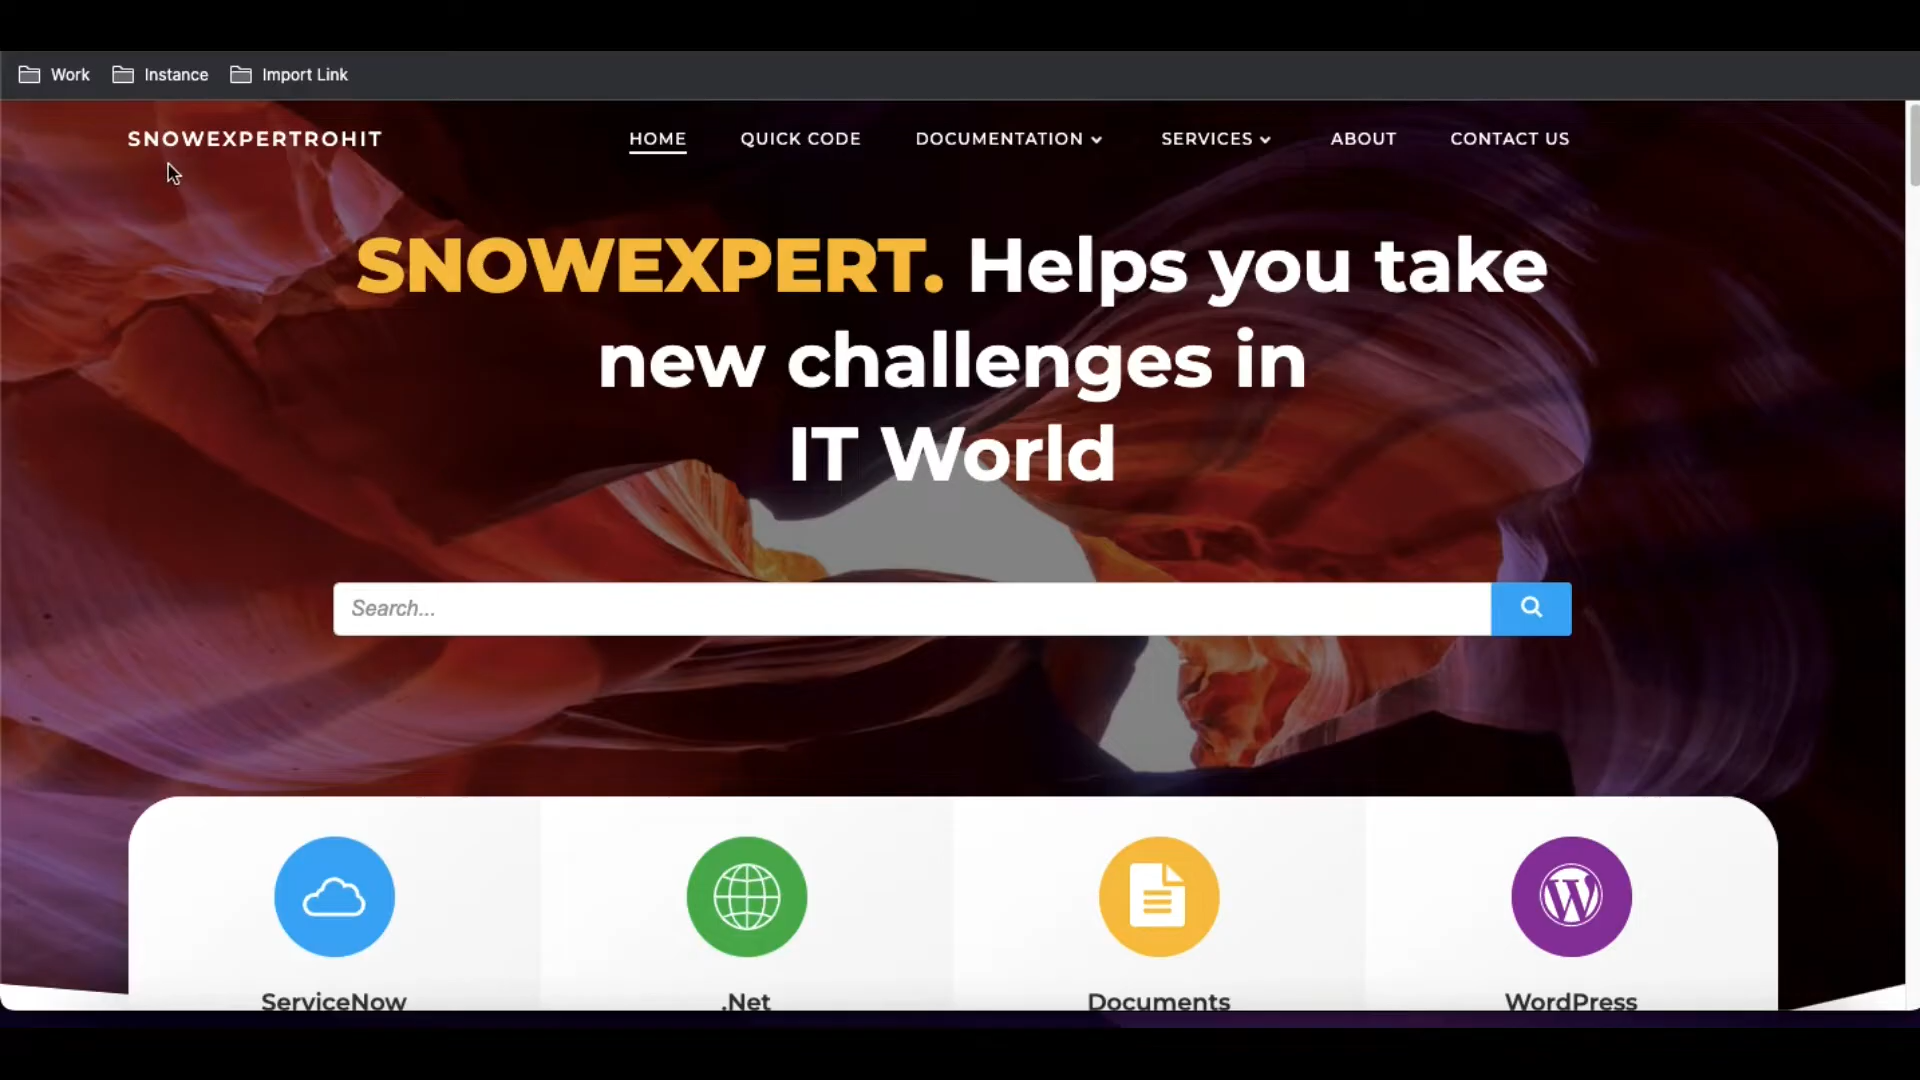 Work Instance Import Link
SNOWEXPERTROHIT HOME QUICK CODE DOCUMENTATION SERVICES ABOUT CONTACT US
SNOWEXPERT. Helps you take
new challenges in
IT World
Search...
ServiceNow .Net Documents WordPress